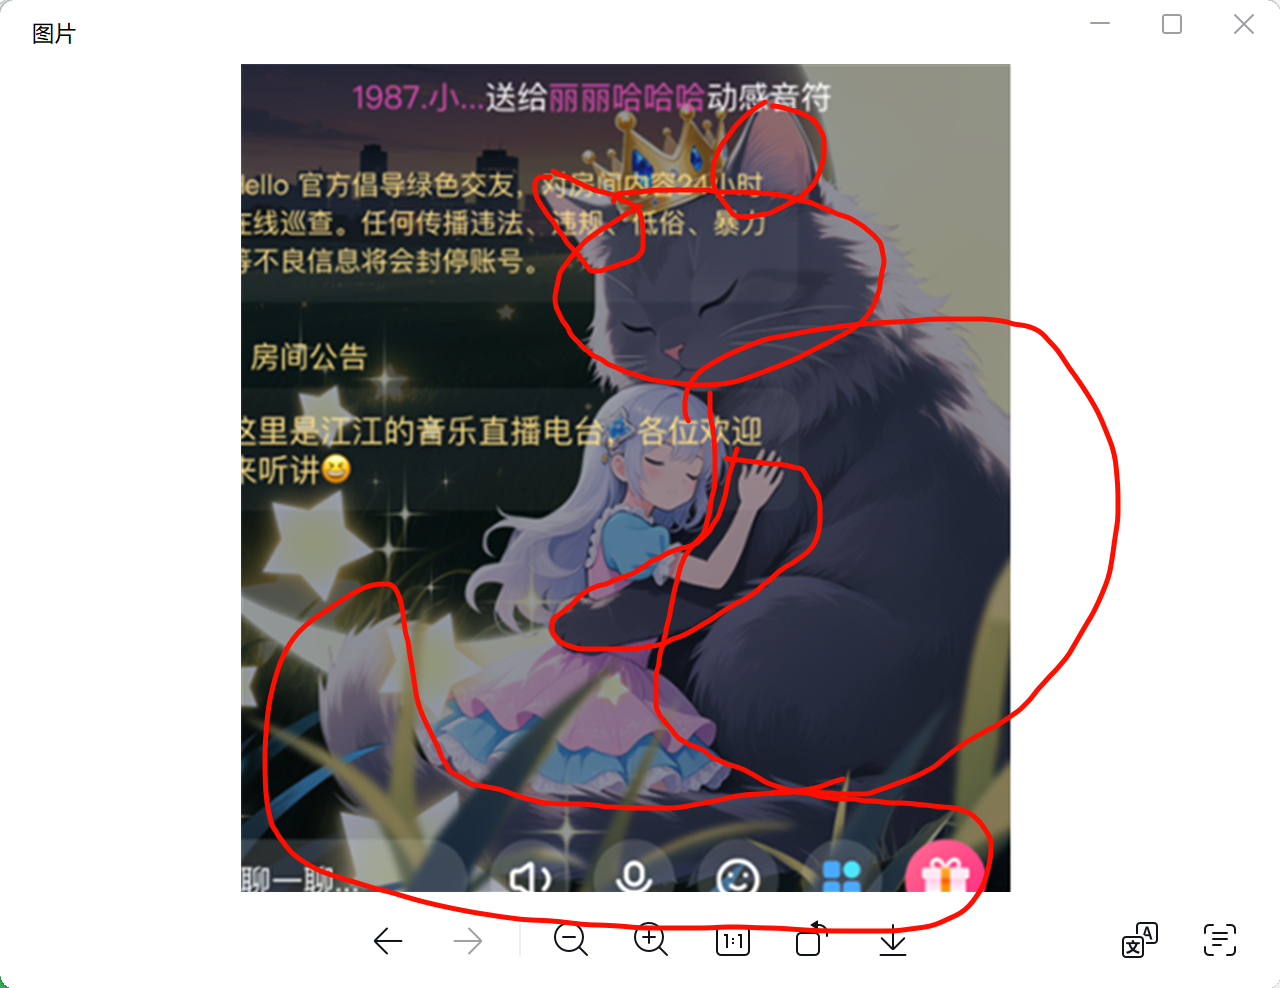 图片
1987.小...送给丽丽哈哈哈动感音符
ello 官方倡导绿色交友，对房间内容24小时
在线巡查。任何传播违法、违规、低俗、暴力
等不良信息将会封停账号。
房间公告
这里是江江的音乐直播电台，各位欢迎
来听讲😆
聊一聊...
1:1
文A